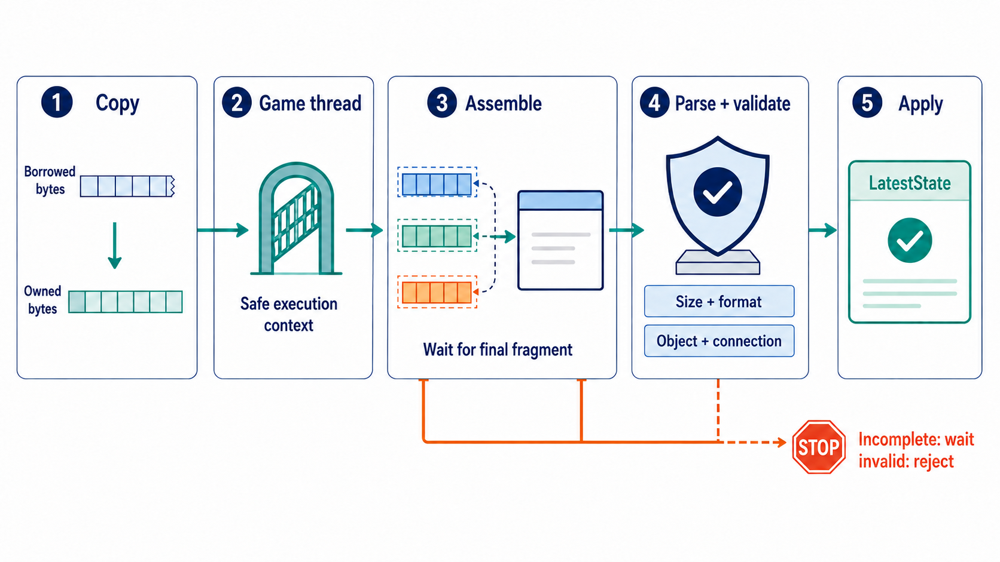 1 Copy
Borrowed
bytes
Owned
bytes
2 Game thread
Safe execution
context
3 Assemble
Wait for final fragment
4 Parse + validate
Size + format
Object + connection
5 Apply
LatestState
STOP
Incomplete: wait
invalid: reject